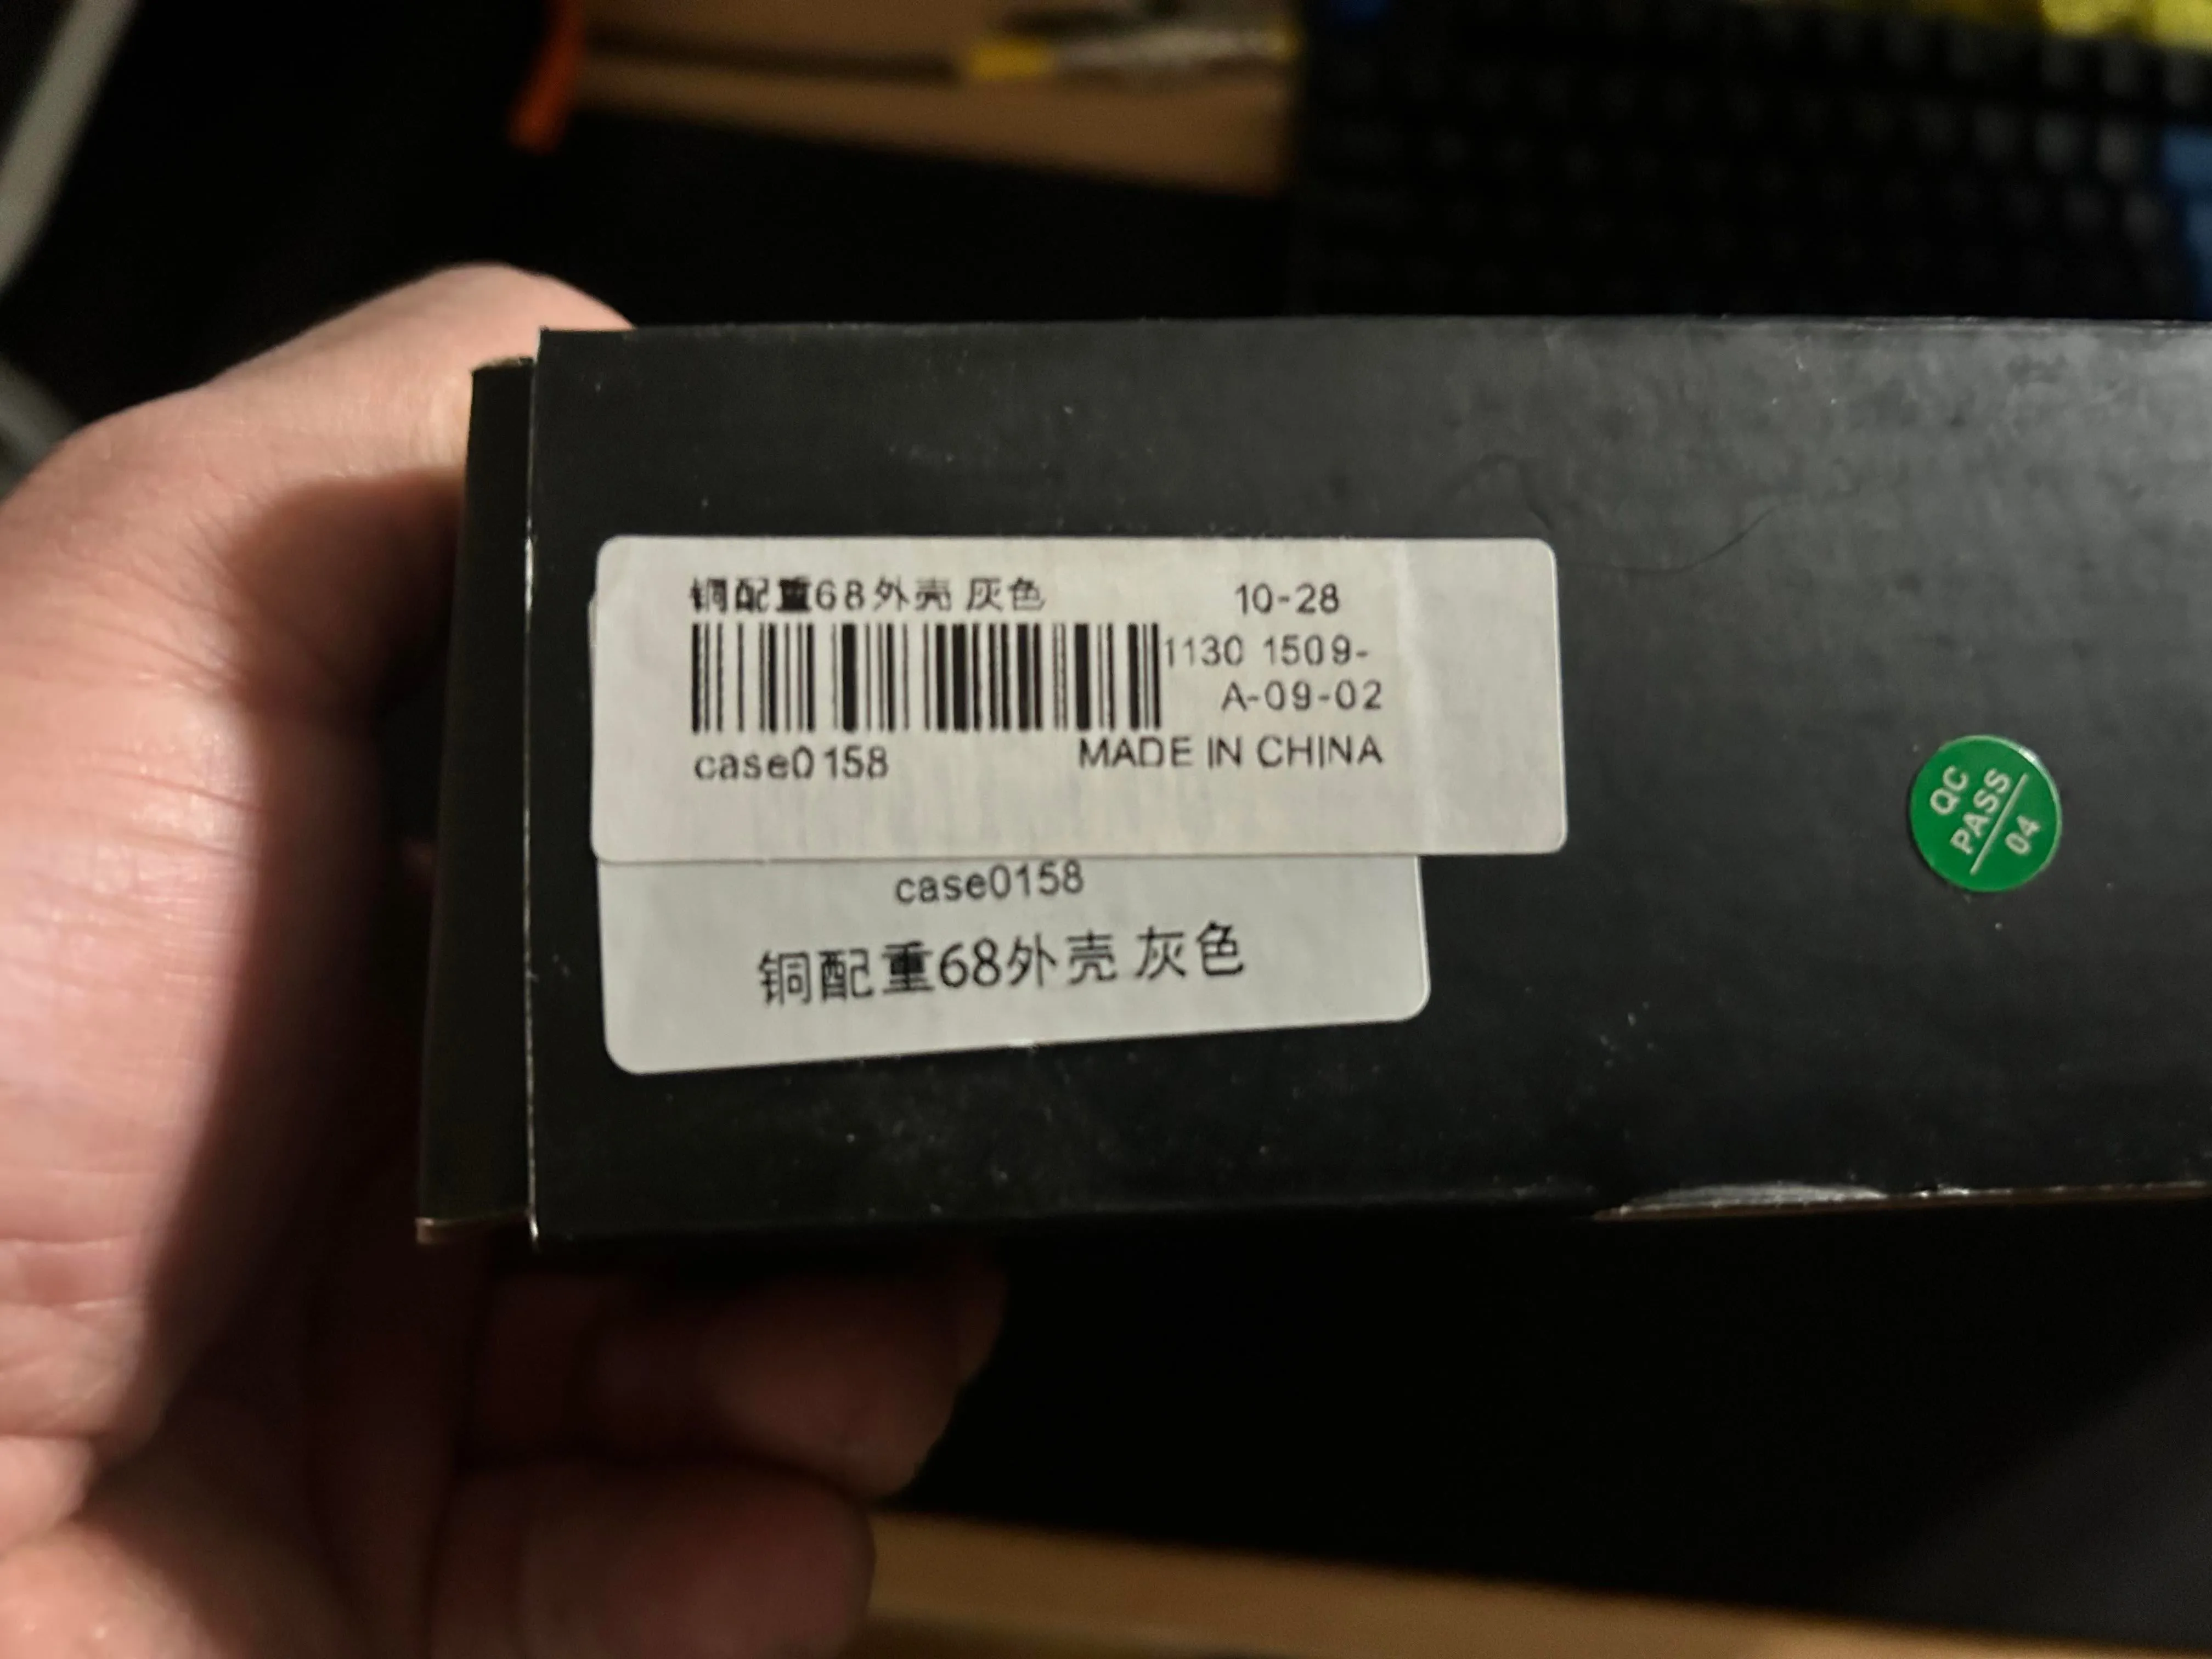 铜配重68外壳 灰色 10-28
1130 1509-
A-09-02
case0158 MADE IN CHINA
case0158
铜配重68外壳 灰色
QC
PASS
04